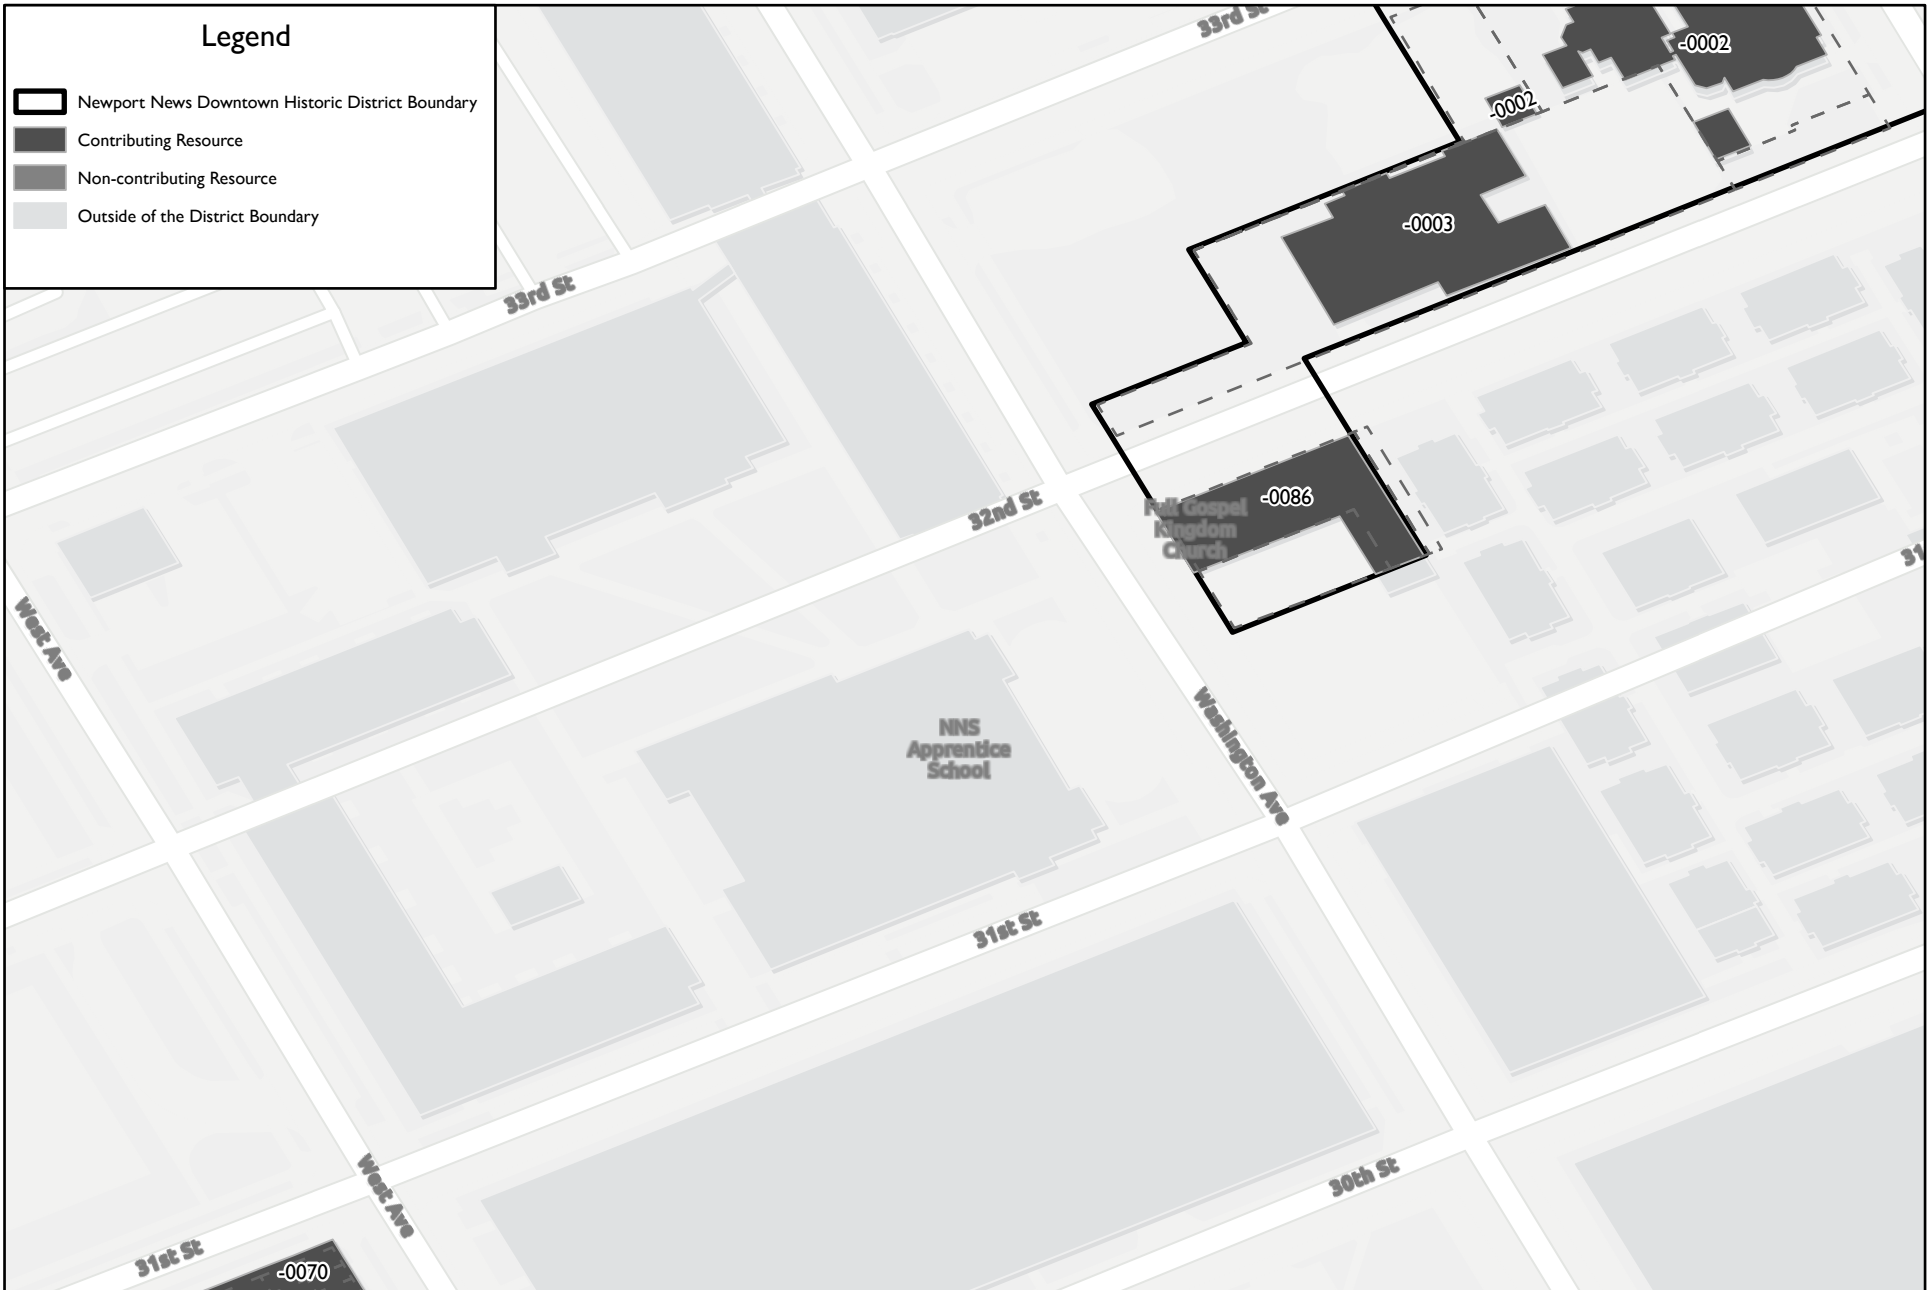 Legend
Newport News Downtown Historic District Boundary
Contributing Resource
Non-contributing Resource
Outside of the District Boundary
33rd St
-0002
-0002
-0003
33rd St
-0086
Full Gospel
Kingdom
Church
32nd St
31
West Ave
NNS
Apprentice
School
Washington Ave
31st St
30th St
West Ave
31st St
-0070